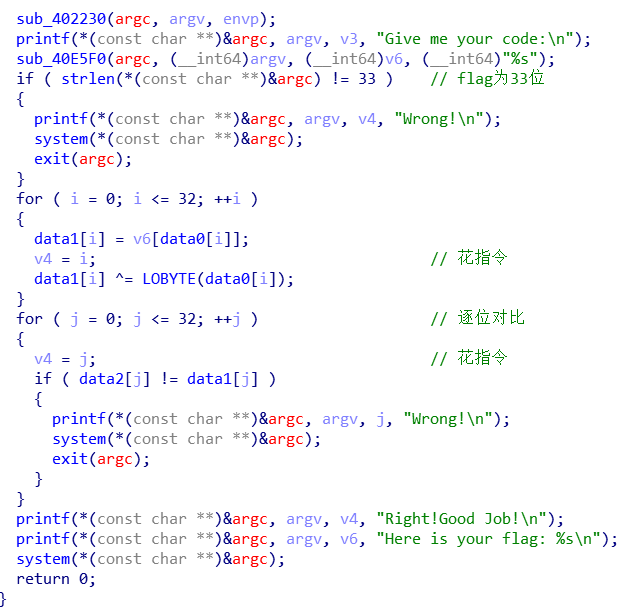 sub_402230(argc, argv, envp);
printf(*(const char **)&argc, argv, v3, "Give me your code:\n");
sub_40E5F0(argc, (__int64)argv, (__int64)v6, (__int64)"%s");
if ( strlen(*(const char **)&argc) != 33 )    // flag为33位
{
  printf(*(const char **)&argc, argv, v4, "Wrong!\n");
  system(*(const char **)&argc);
  exit(argc);
}
for ( i = 0; i <= 32; ++i )
{
  data1[i] = v6[data0[i]];
  v4 = i;                                     // 花指令
  data1[i] ^= LOBYTE(data0[i]);
}
for ( j = 0; j <= 32; ++j )                   // 逐位对比
{
  v4 = j;                                     // 花指令
  if ( data2[j] != data1[j] )
  {
    printf(*(const char **)&argc, argv, j, "Wrong!\n");
    system(*(const char **)&argc);
    exit(argc);
  }
}
printf(*(const char **)&argc, argv, v4, "Right!Good Job!\n");
printf(*(const char **)&argc, argv, v6, "Here is your flag: %s\n");
system(*(const char **)&argc);
return 0;
}